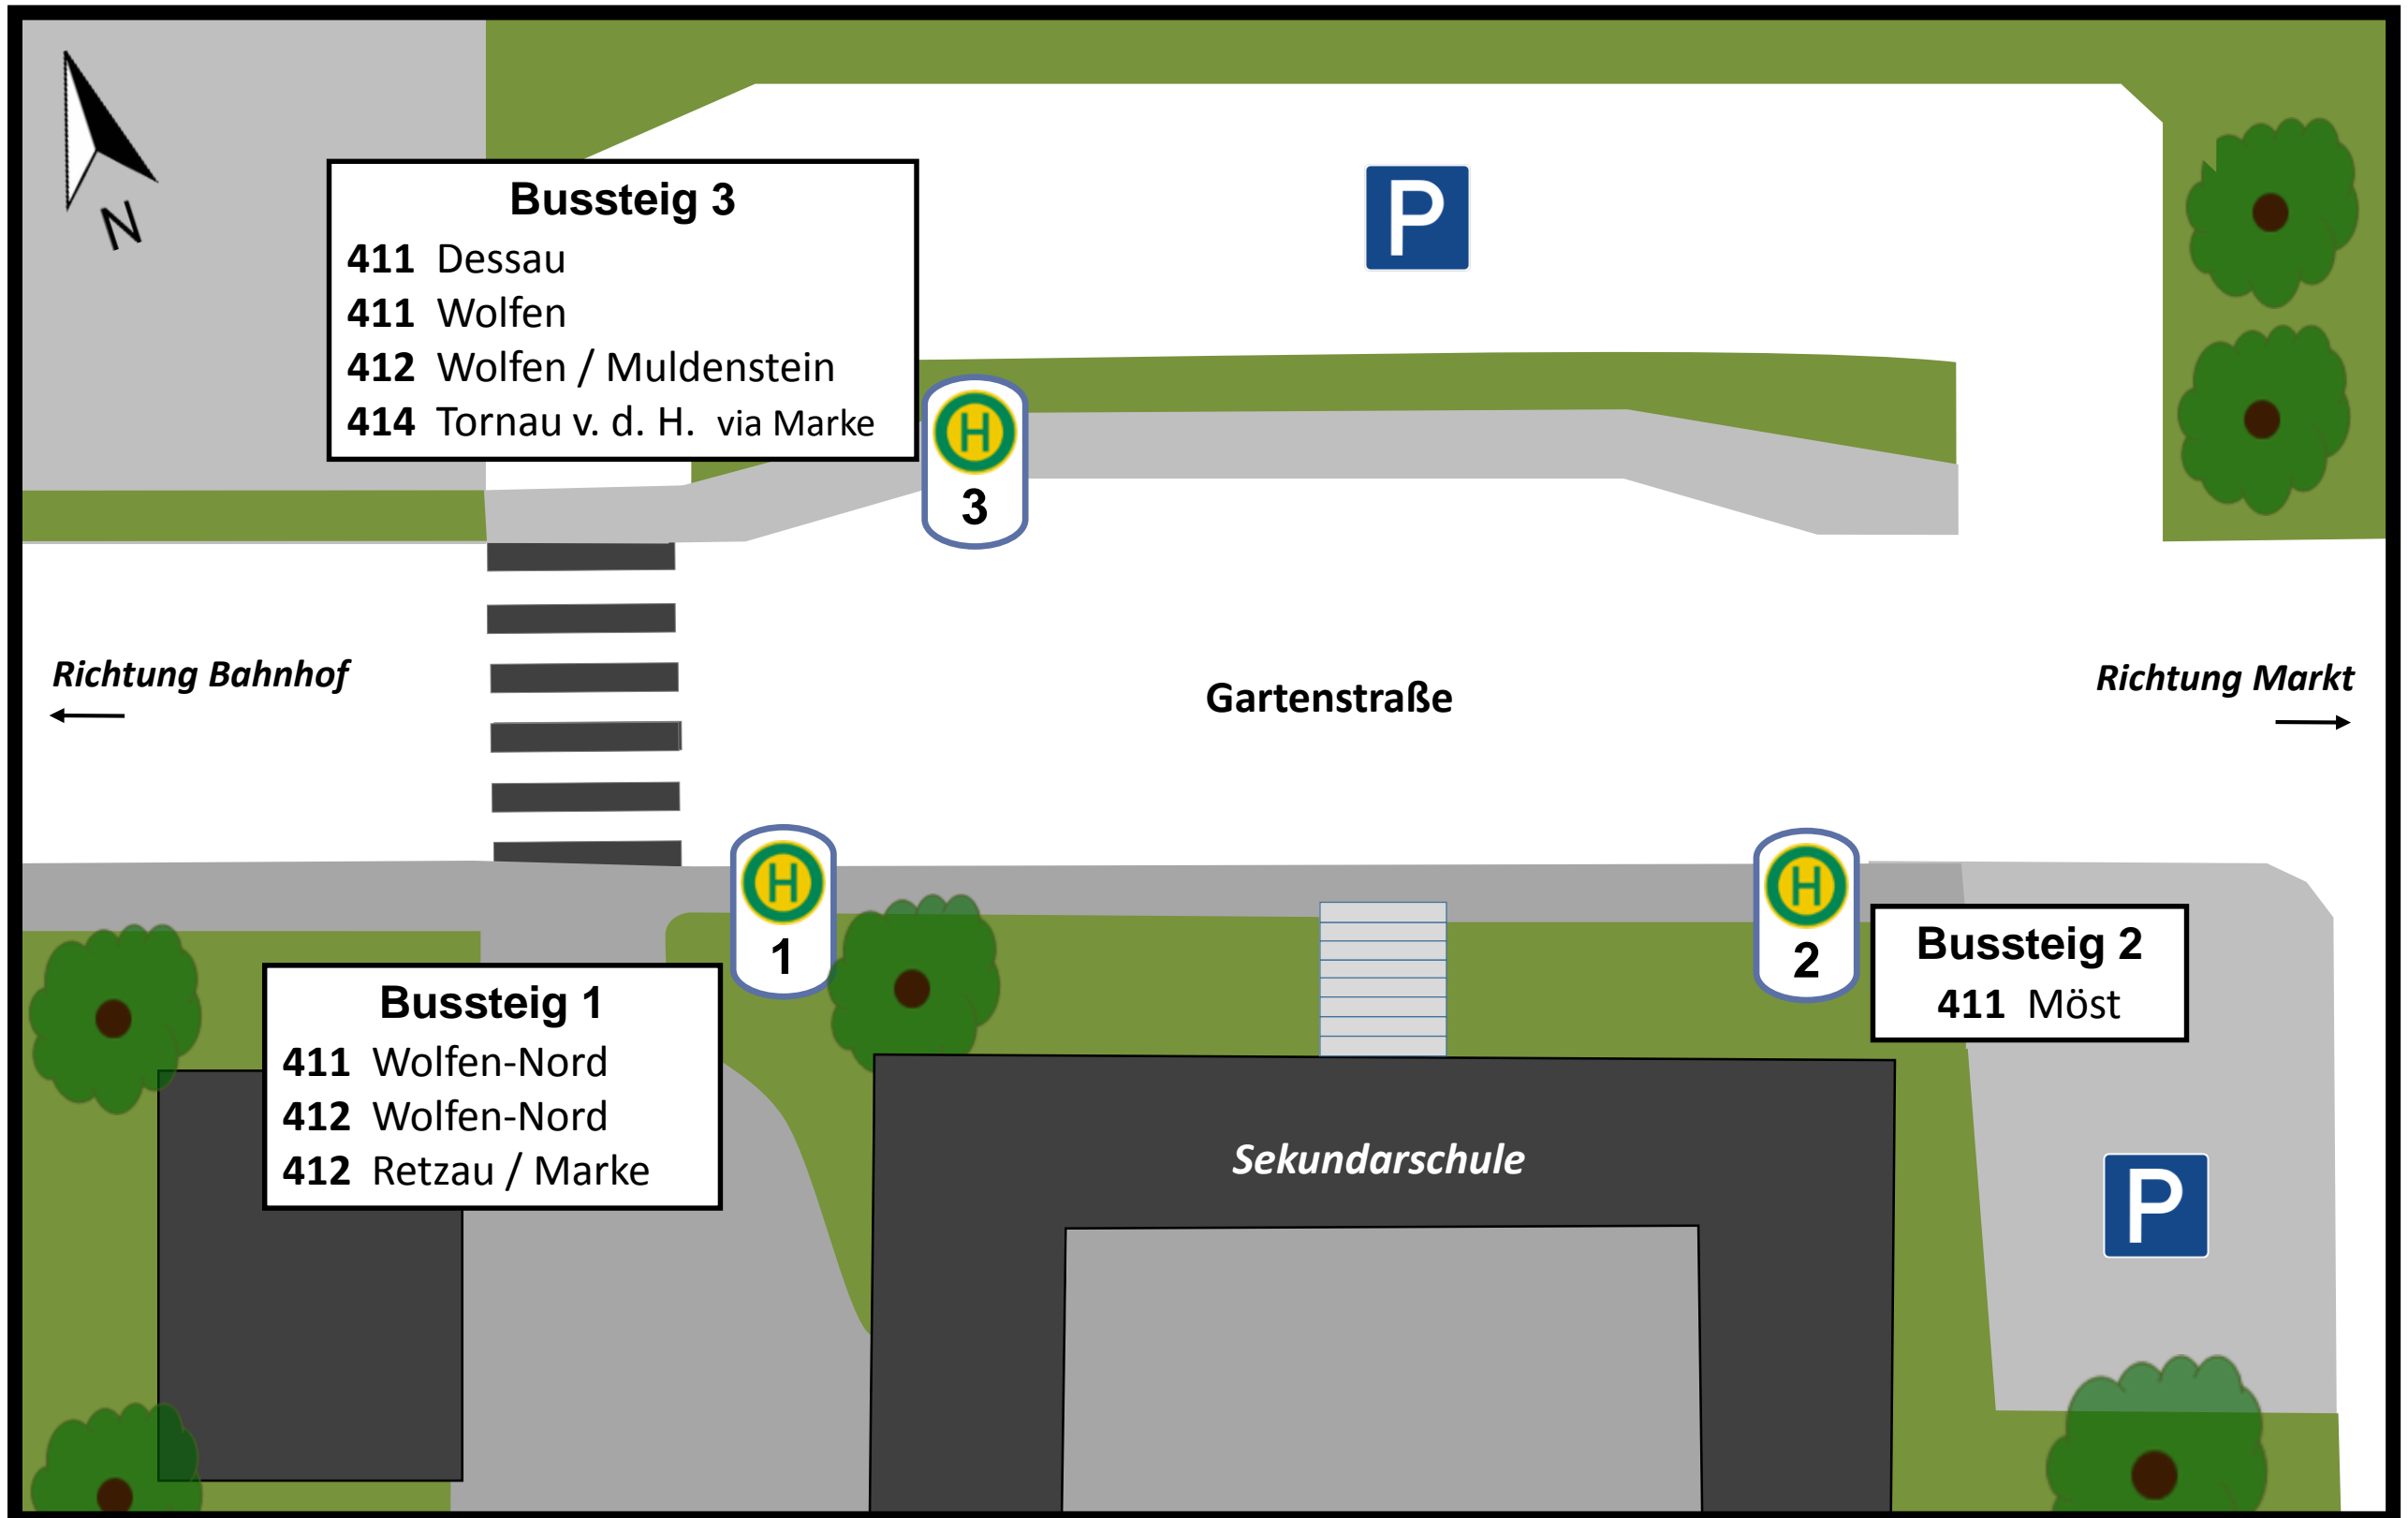 N
Bussteig 3
411 Dessau
411 Wolfen
412 Wolfen / Muldenstein
414 Tornau v. d. H. via Marke
P
H
3
Richtung Bahnhof
Gartenstraße
Richtung Markt
H
1
H
2
Bussteig 2
411 Möst
Bussteig 1
411 Wolfen-Nord
412 Wolfen-Nord
412 Retzau / Marke
Sekundarschule
P